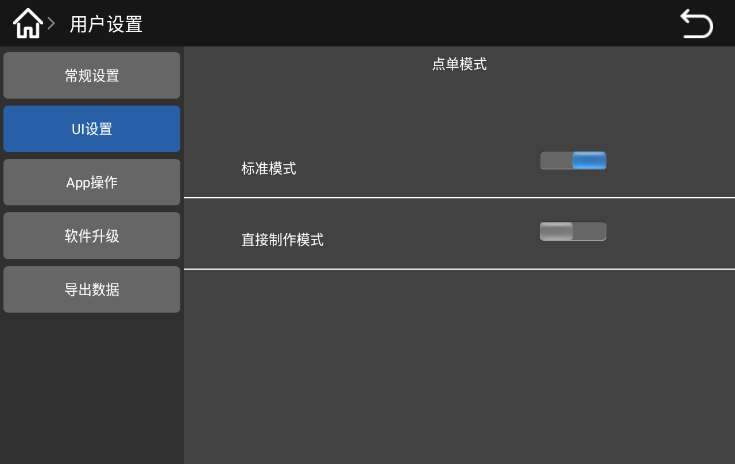 用户设置
常规设置
UI设置
App操作
软件升级
导出数据
点单模式
标准模式
直接制作模式